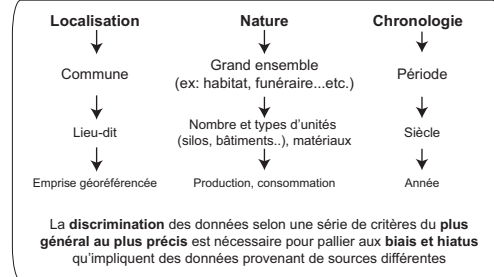 Localisation
Nature
Chronologie
Commune
Grand ensemble
(ex: habitat, funéraire...etc.)
Période
Lieu-dit
Nombre et types d'unités
(silos, bâtiments..), matériaux
Siècle
Emprise géoréférencée
Production, consommation
Année
La discrimination des données selon une série de critères du plus
général au plus précis est nécessaire pour pallier aux biais et hiatus
qu'impliquent des données provenant de sources différentes